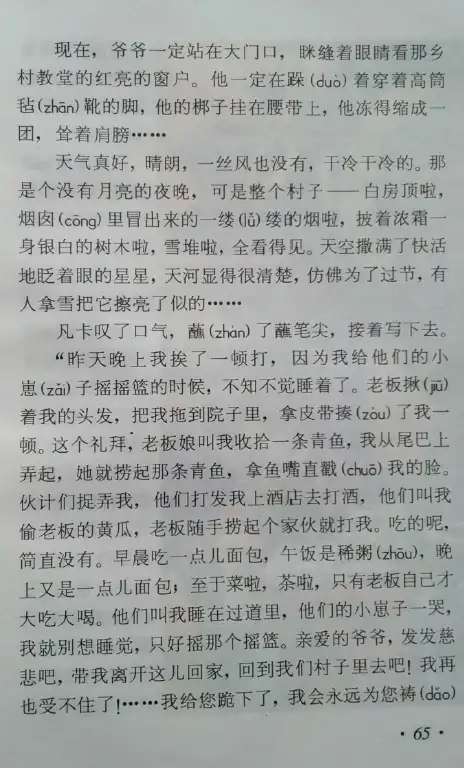 现在，爷爷一定站在大门口，眯缝着眼睛看那乡
村教堂的红亮的窗户。他一定在跺(duò)着穿着高筒
毡(zhān)靴的脚，他的梆子挂在腰带上，他冻得缩成一
团，耸着肩膀……
天气真好，晴朗，一丝风也没有，干冷干冷的。那
是个没有月亮的夜晚，可是整个村子——白房顶啦，
烟囱(cōng)里冒出来的一缕(lǚ)缕的烟啦，披着浓霜一
身银白的树木啦，雪堆啦，全看得见。天空撒满了快活
地眨着眼的星星，天河显得很清楚，仿佛为了过节，有
人拿雪把它擦亮了似的……
凡卡叹了口气，蘸(zhàn)了蘸笔尖，接着写下去。
“昨天晚上我挨了一顿打，因为我给他们的小
崽(zǎi)子摇摇篮的时候，不知不觉睡着了。老板揪(jiū)
着我的头发，把我拖到院子里，拿皮带揍(zòu)了我一
顿。这个礼拜，老板娘叫我收拾一条青鱼，我从尾巴上
弄起，她就捞起那条青鱼，拿鱼嘴直戳(chuō)我的脸。
伙计们捉弄我，他们打发我上酒店去打酒，他们叫我
偷老板的黄瓜，老板随手捞起个家伙就打我。吃的呢，
简直没有。早晨吃一点儿面包，午饭是稀粥(zhōu)，晚
上又是一点儿面包；至于菜啦，茶啦，只有老板自己才
大吃大喝。他们叫我睡在过道里，他们的小崽子一哭，
我就别想睡觉，只好摇那个摇篮。亲爱的爷爷，发发慈
悲吧，带我离开这儿回家，回到我们村子里去吧！我再
也受不住了！……我给您跪下了，我会永远为您祷(dǎo)
·65·